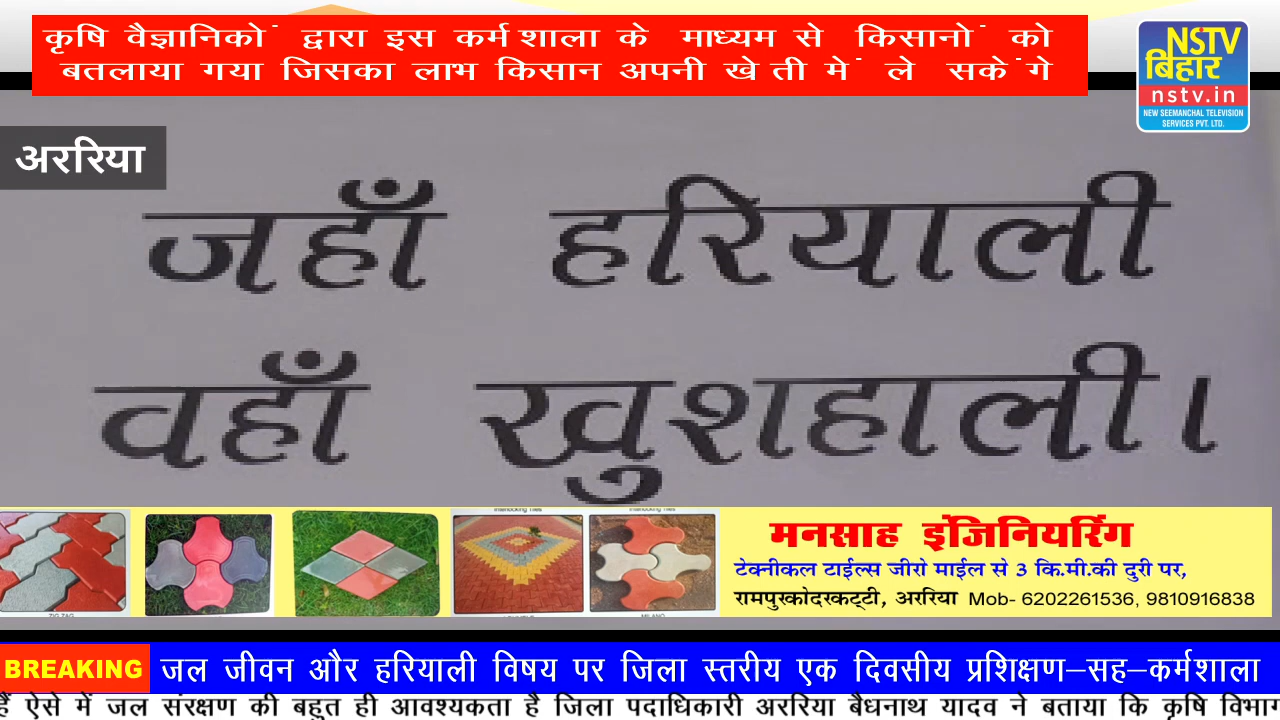 कृषि वैज्ञानिकों द्वारा इस कर्मशाला के माध्यम से किसानों को
बतलाया गया जिसका लाभ किसान अपनी खेती में ले सकेंगे
NSTV
बिहार
nstv.in
NEW SEEMANCHAL TELEVISION
SERVICES PVT. LTD.
अररिया
जहाँ हरियाली
वहाँ खुशहाली।
मनसाह इंजिनियरिंग
टेक्नीकल टाईल्स जीरो माईल से 3 कि.मी.की दुरी पर,
रामपुरकोदरकट्टी, अररिया Mob- 6202261536, 9810916838
BREAKING जल जीवन और हरियाली विषय पर जिला स्तरीय एक दिवसीय प्रशिक्षण–सह–कर्मशाला
हैं ऐसे में जल संरक्षण की बहुत ही आवश्यकता है जिला पदाधिकारी अररिया बैधनाथ यादव ने बताया कि कृषि विभाग